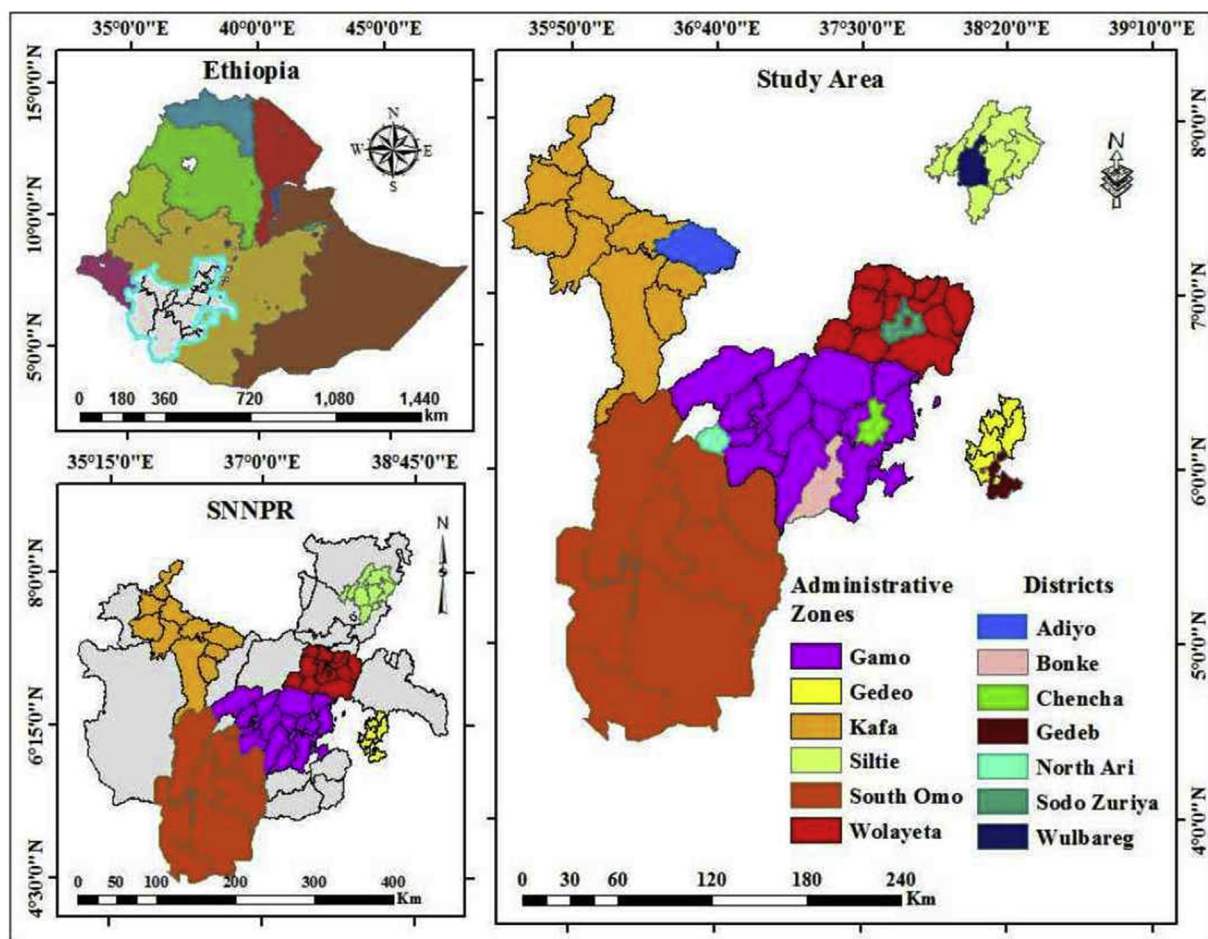 35°0'0"E 40°0'0"E 45°0'0"E
15°0'0"N
10°0'0"N
5°0'0"N
Ethiopia
N
W E
S
0 180 360 720 1,080 1,440
km
35°15'0"E 37°0'0"E 38°45'0"E
8°0'0"N
6°15'0"N
4°30'0"N
SNNPR
N
S
0 50 100 200 300 400
Km
35°50'0"E 36°40'0"E 37°30'0"E 38°20'0"E 39°10'0"E
8°0'0"N
7°0'0"N
6°0'0"N
5°0'0"N
4°0'0"N
Study Area
N
Administrative
Zones
Gamo
Gedeo
Kafa
Siltie
South Omo
Wolayeta
Districts
Adiyo
Bonke
Chencha
Gedeb
North Ari
Sodo Zuriya
Wulbareg
0 30 60 120 180 240
Km